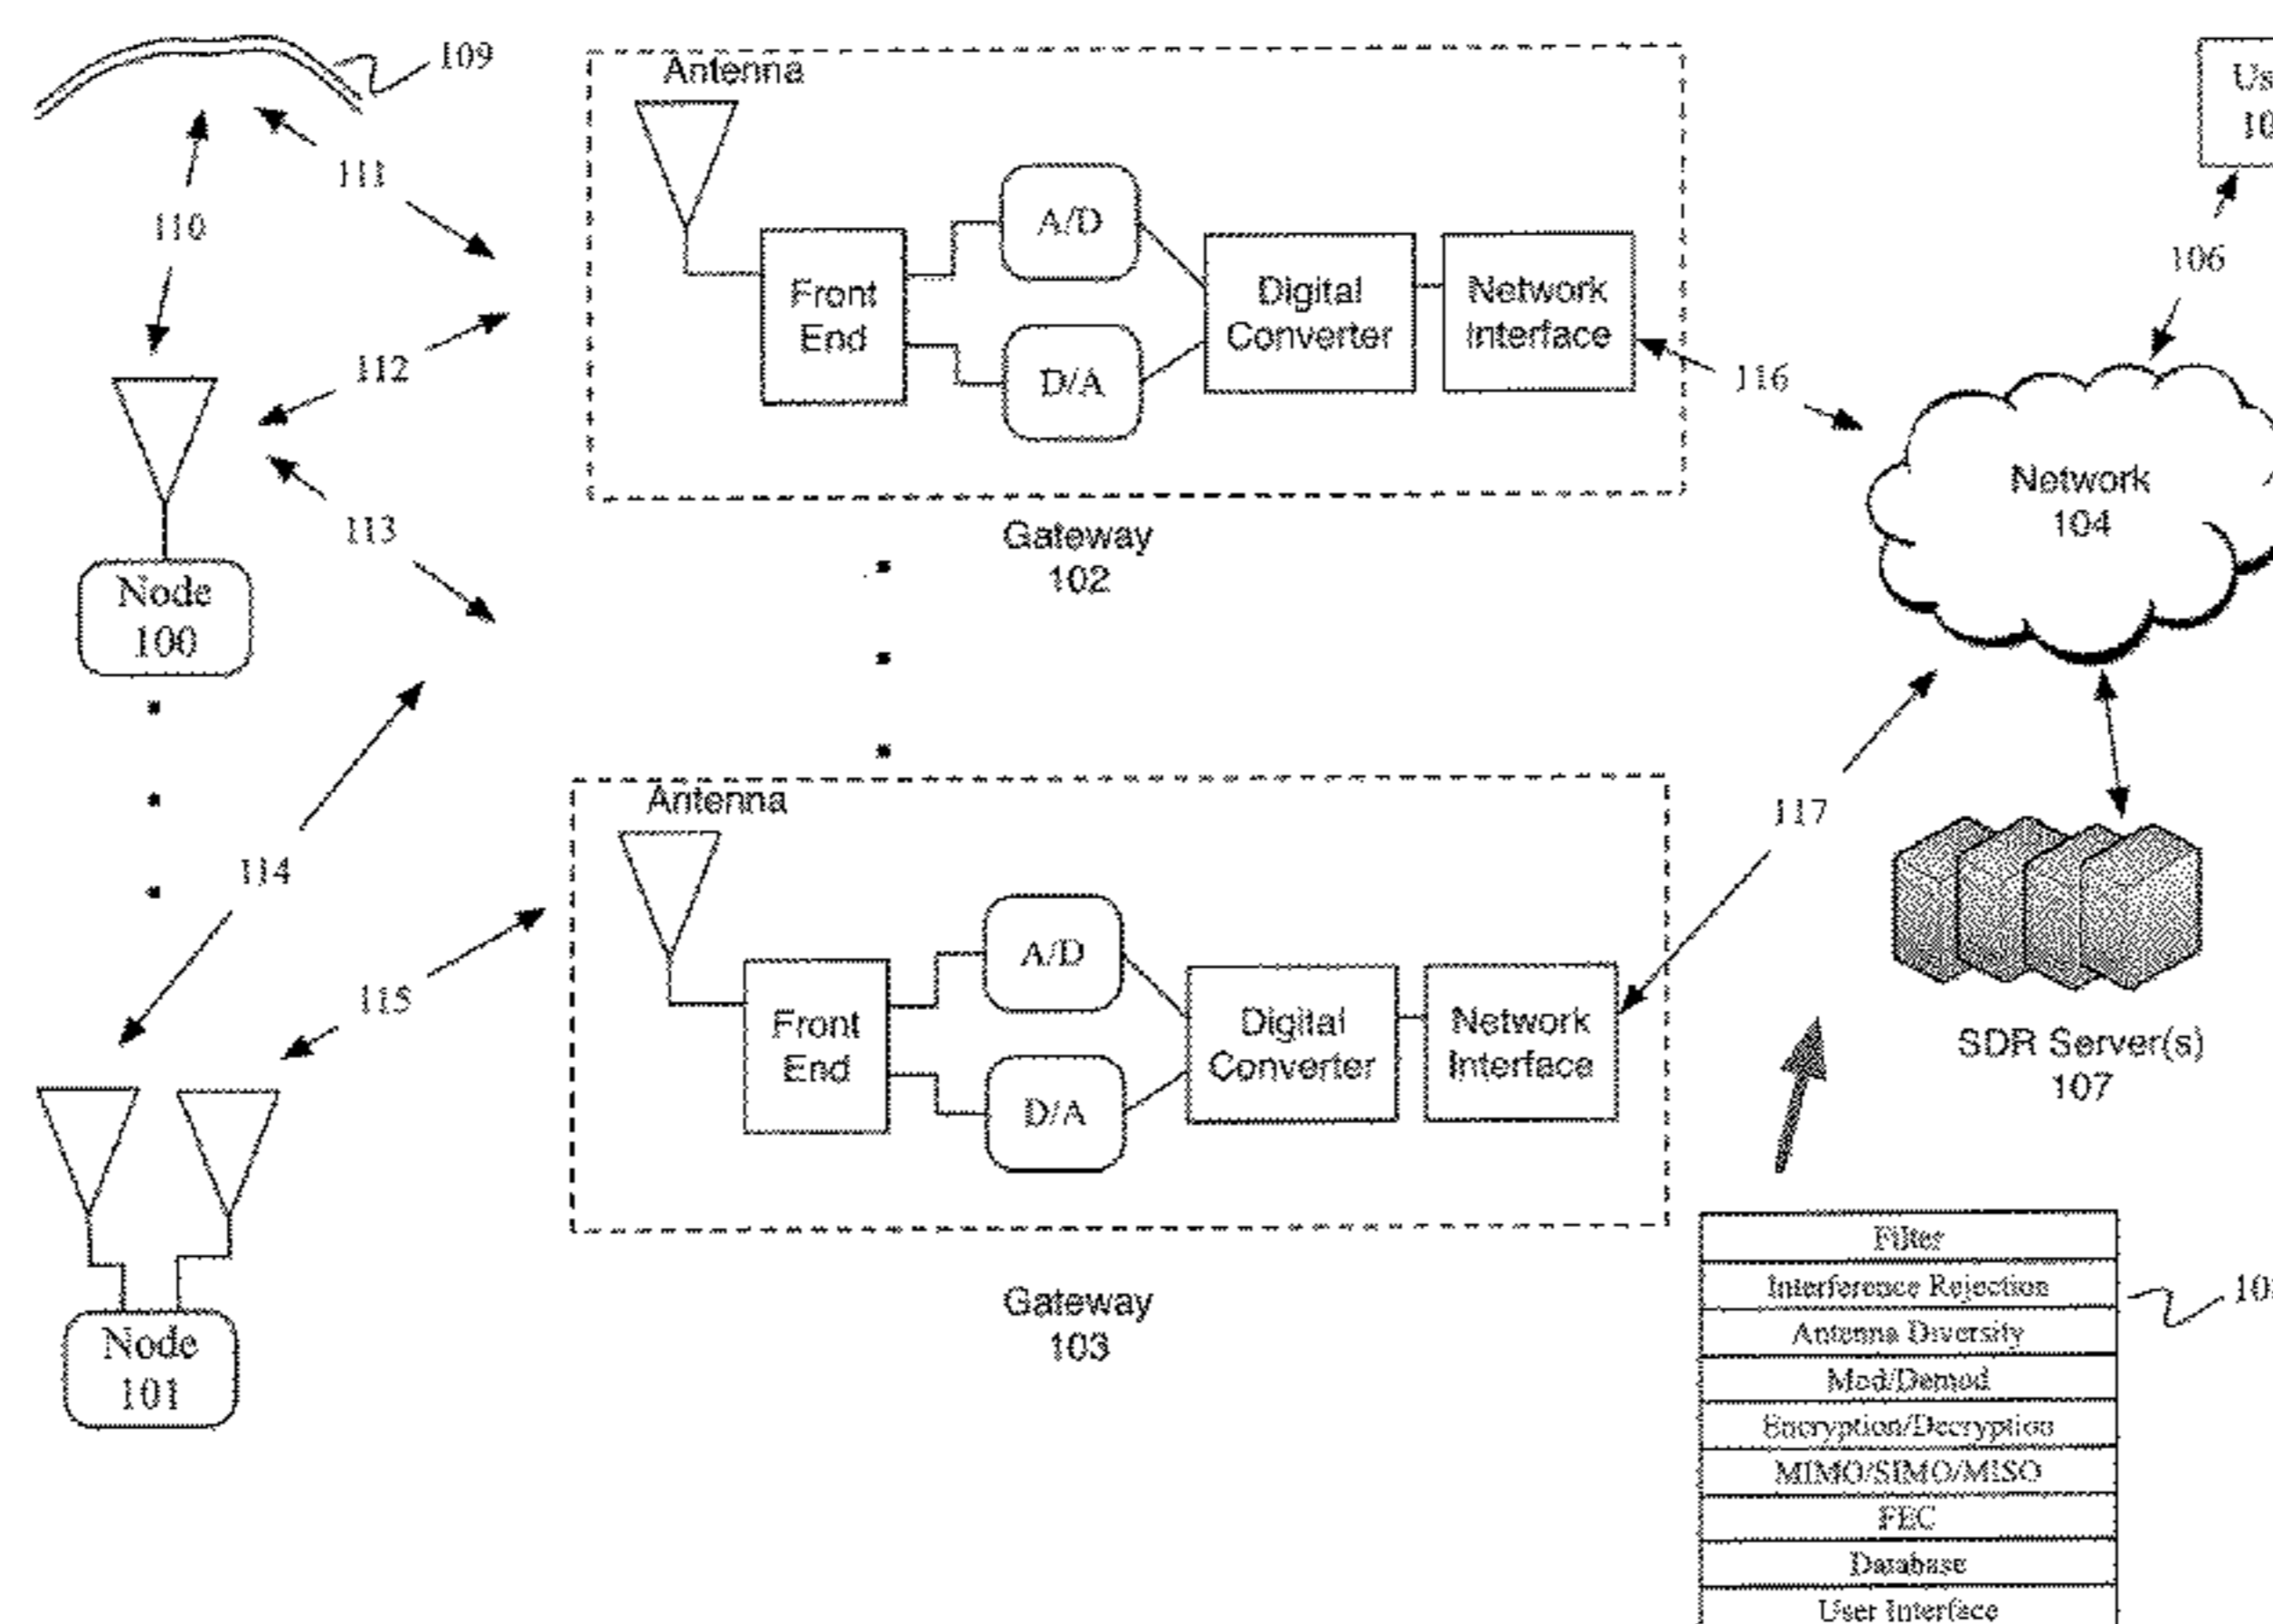 109
111
110
112
113
Node
100
114
115
Node
101
Antenna
Front
End
A/D
D/A
Digital
Converter
Network
Interface
Gateway
102
Antenna
Front
End
A/D
D/A
Digital
Converter
Network
Interface
Gateway
103
116
117
106
Network
104
SDR Server(s)
107
Filter
Interference Rejection
Antenna Diversity
Mod/Demod
Encryption/Decryption
MIMO/SIMO/MISO
FEC
Database
User Interface